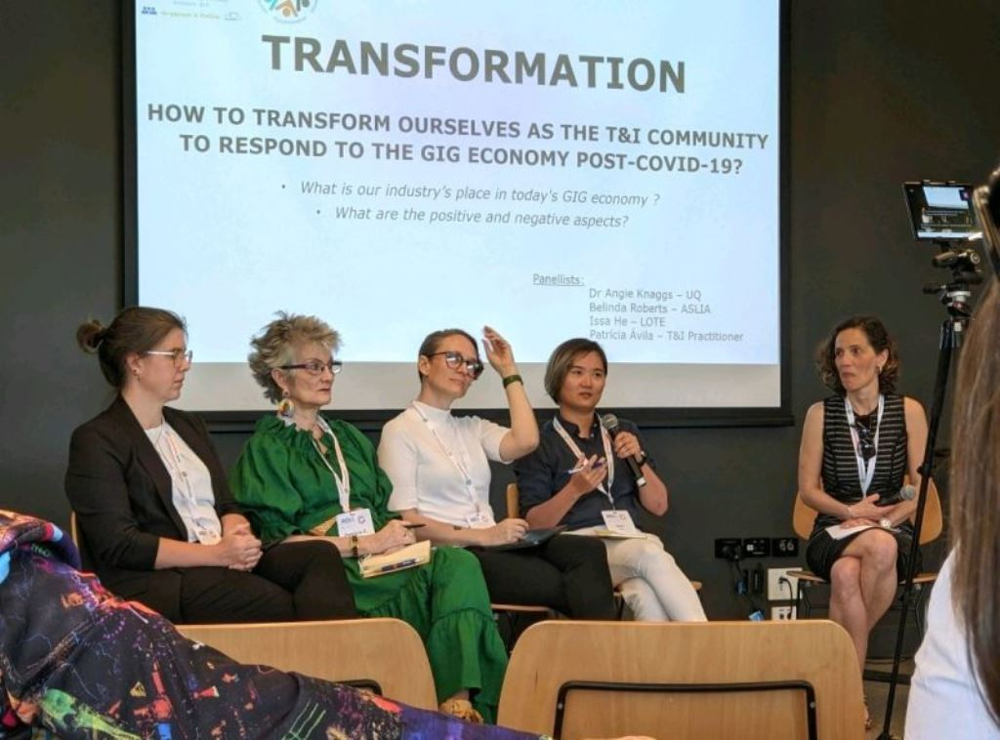 TRANSFORMATION
HOW TO TRANSFORM OURSELVES AS THE T&I COMMUNITY
TO RESPOND TO THE GIG ECONOMY POST-COVID-19?
• What is our industry's place in today's GIG economy ?
• What are the positive and negative aspects?
Panellists:
Dr Angie Knaggs – UQ
Belinda Roberts – ASLIA
Issa He – LOTE
Patrícia Ávila – T&I Practitioner